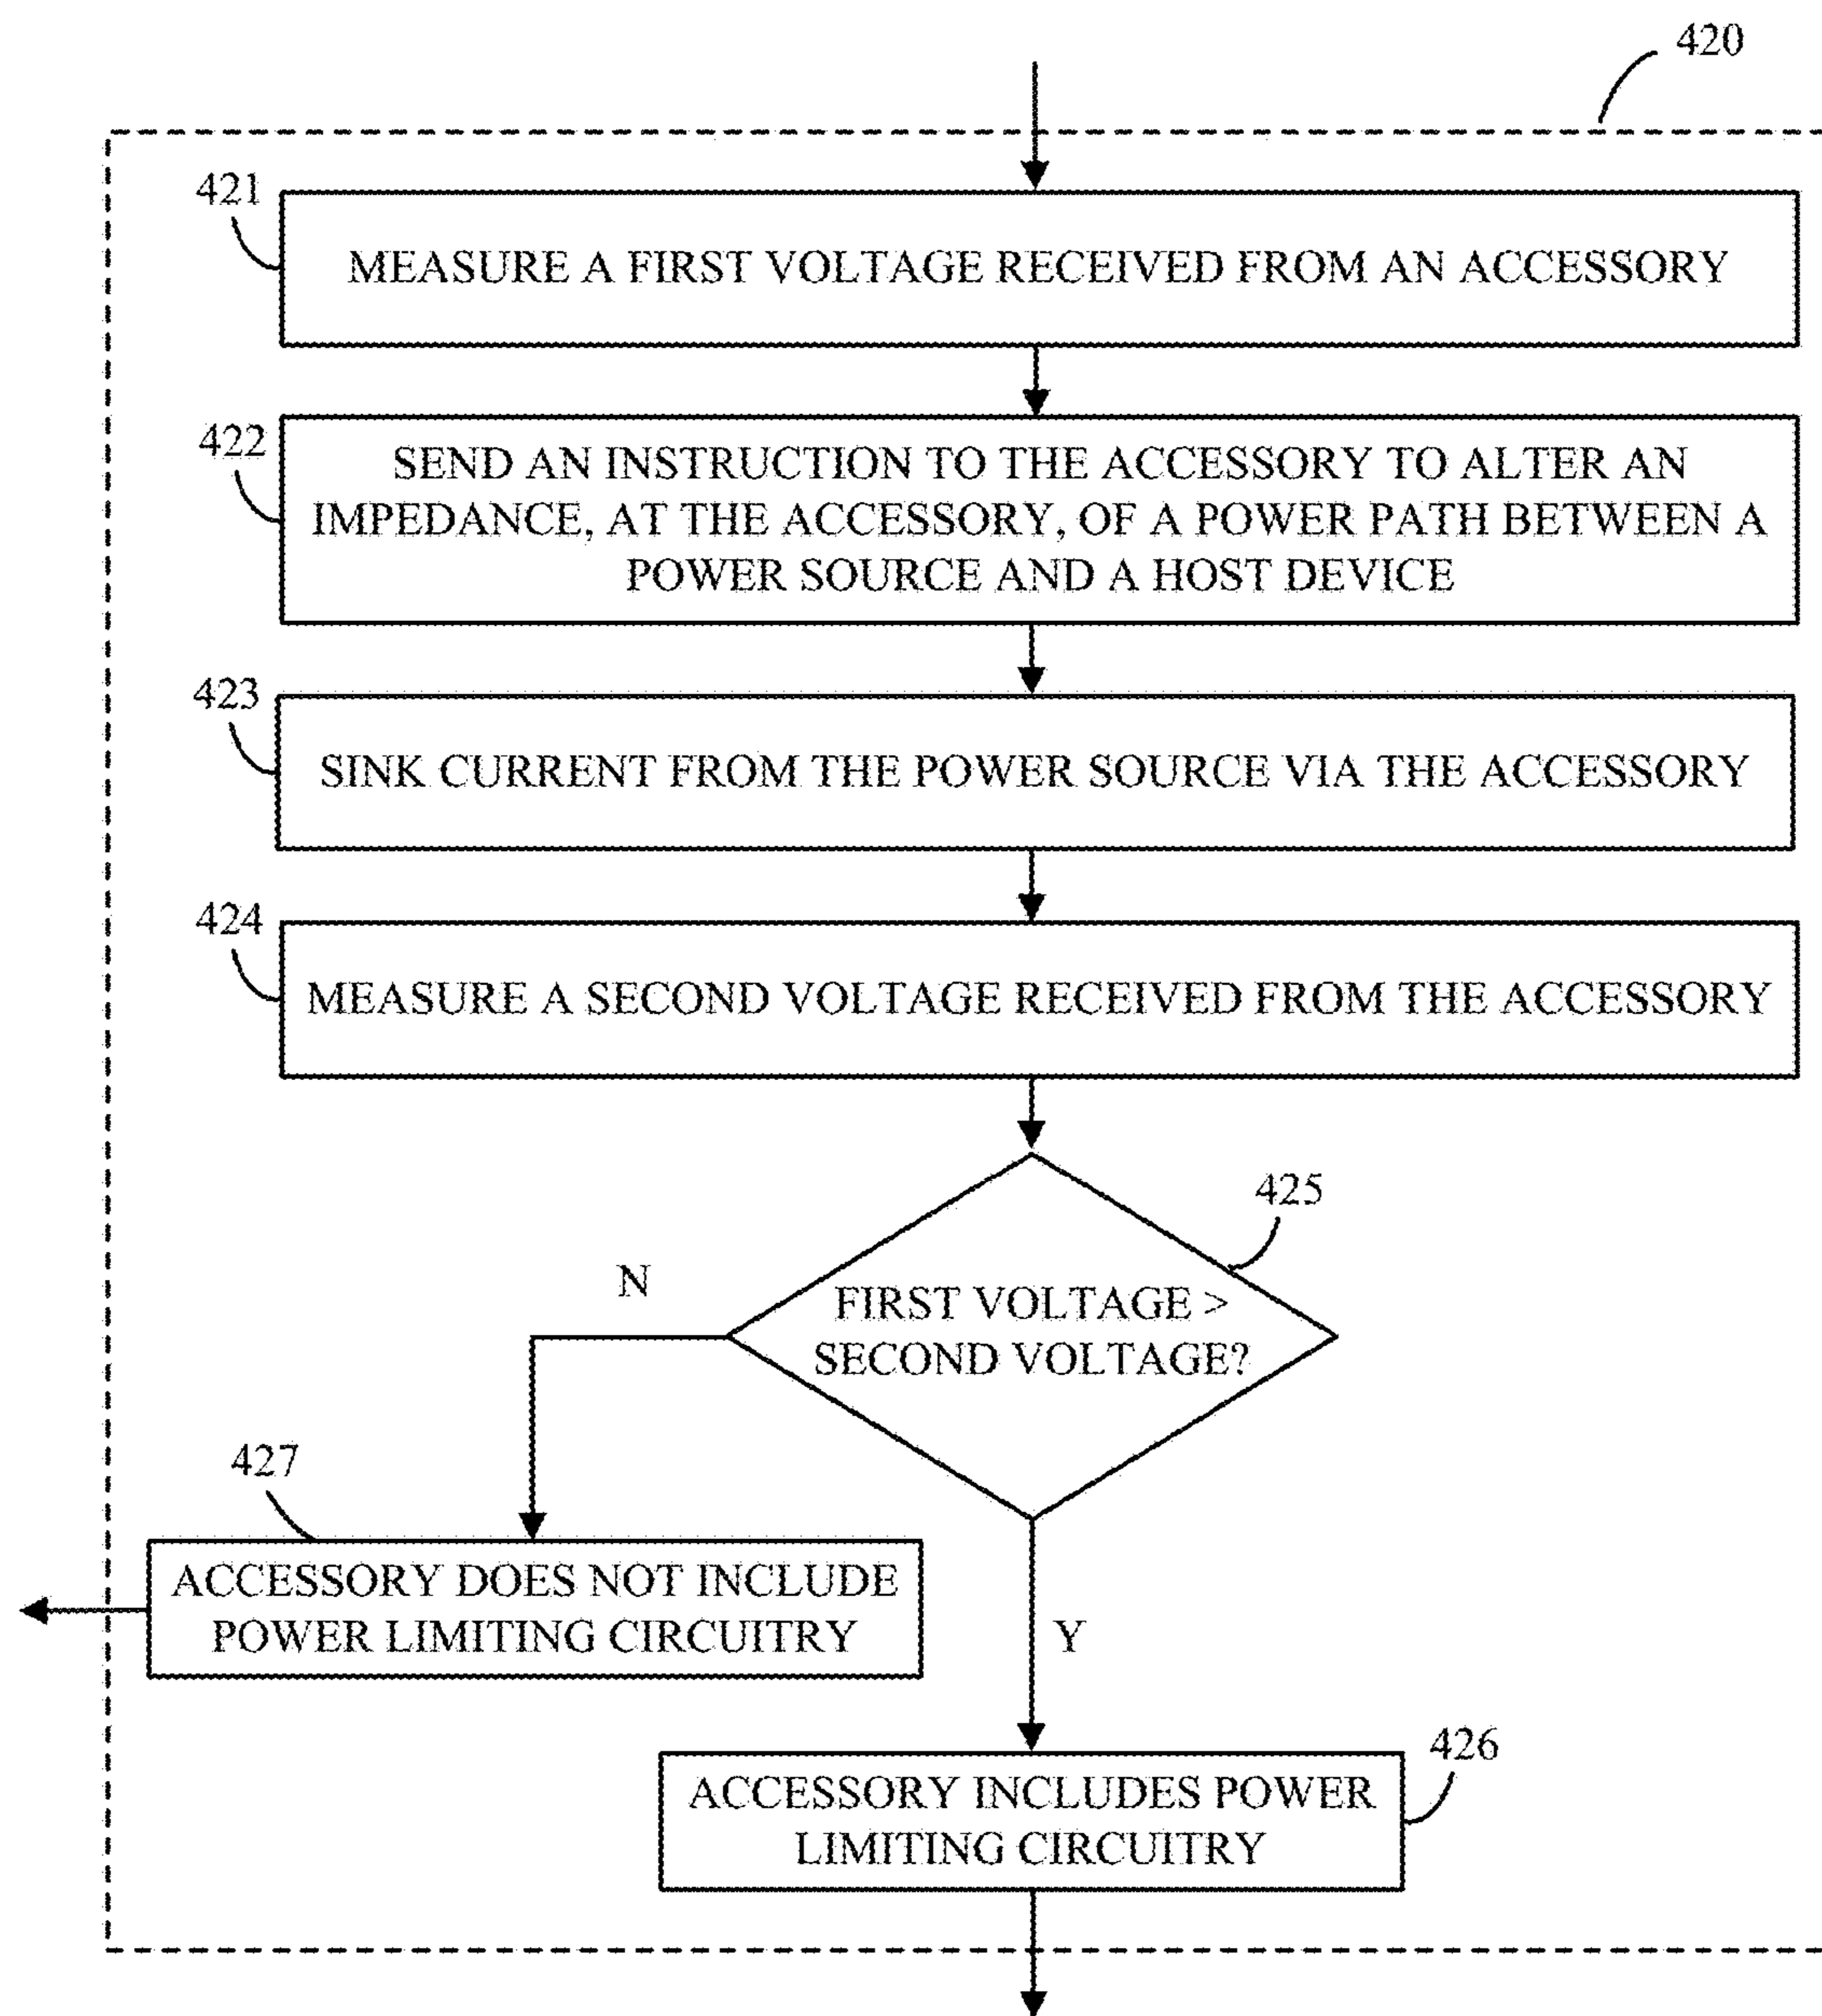 420
421
MEASURE A FIRST VOLTAGE RECEIVED FROM AN ACCESSORY
422
SEND AN INSTRUCTION TO THE ACCESSORY TO ALTER AN
IMPEDANCE, AT THE ACCESSORY, OF A POWER PATH BETWEEN A
POWER SOURCE AND A HOST DEVICE
423
SINK CURRENT FROM THE POWER SOURCE VIA THE ACCESSORY
424
MEASURE A SECOND VOLTAGE RECEIVED FROM THE ACCESSORY
425
FIRST VOLTAGE >
SECOND VOLTAGE?
N
427
ACCESSORY DOES NOT INCLUDE
POWER LIMITING CIRCUITRY
Y
426
ACCESSORY INCLUDES POWER
LIMITING CIRCUITRY